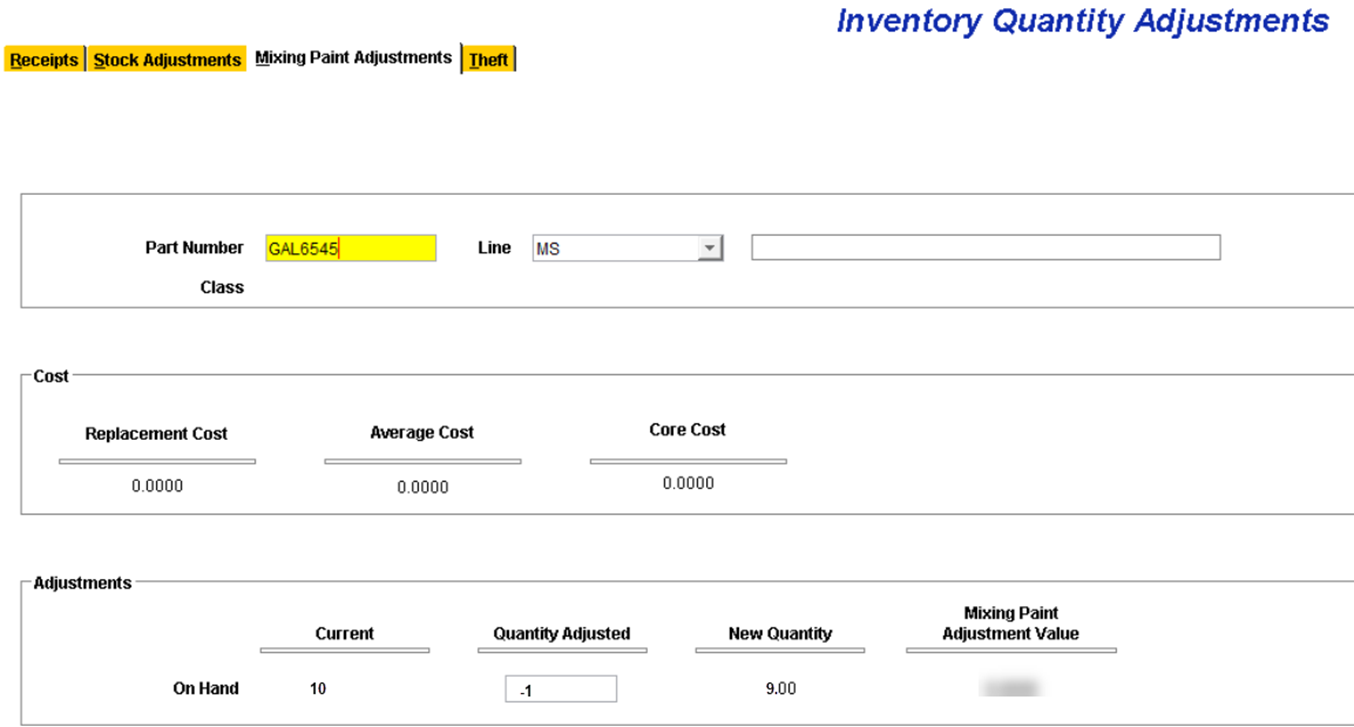 Inventory Quantity Adjustments
Receipts Stock Adjustments Mixing Paint Adjustments Theft
Part Number GAL6545 Line MS
Class
Cost
Replacement Cost Average Cost Core Cost
0.0000 0.0000 0.0000
Adjustments
Current Quantity Adjusted New Quantity Mixing Paint
Adjustment Value
On Hand 10 -1 9.00